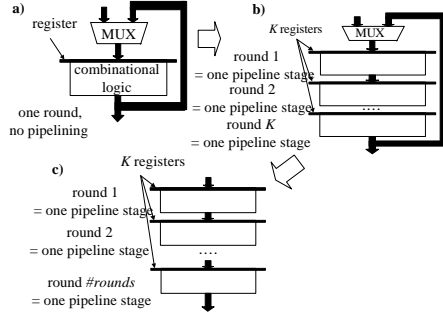 a)
register
MUX
combinational
logic
one round,
no pipelining
b)
K registers
MUX
round 1
= one pipeline stage
round 2
= one pipeline stage
....
round K
= one pipeline stage
c)
K registers
round 1
= one pipeline stage
round 2
= one pipeline stage
....
round #rounds
= one pipeline stage